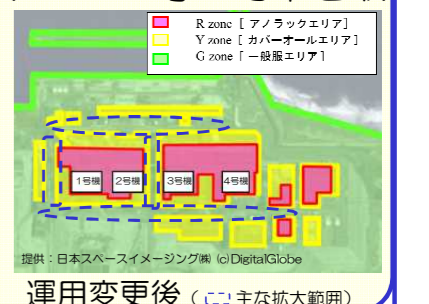 R zone [ アノラックエリア]
Y zone [ カバーオールエリア]
G zone [ 一般服エリア]
1号機 2号機 3号機 4号機
提供：日本スペースイメージング㈱ (c)DigitalGlobe
運用変更後 ( 主な拡大範囲)